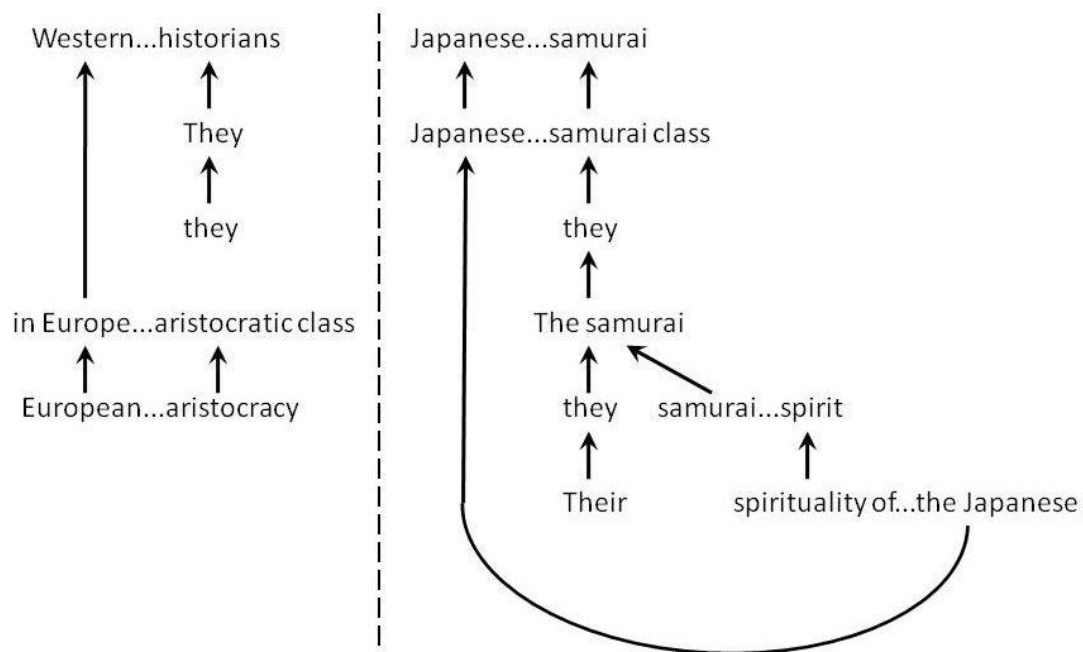 Western...historians
They
they
in Europe...aristocratic class
European...aristocracy
Japanese...samurai
Japanese...samurai class
they
The samurai
they
samurai...spirit
Their
spirituality of...the Japanese